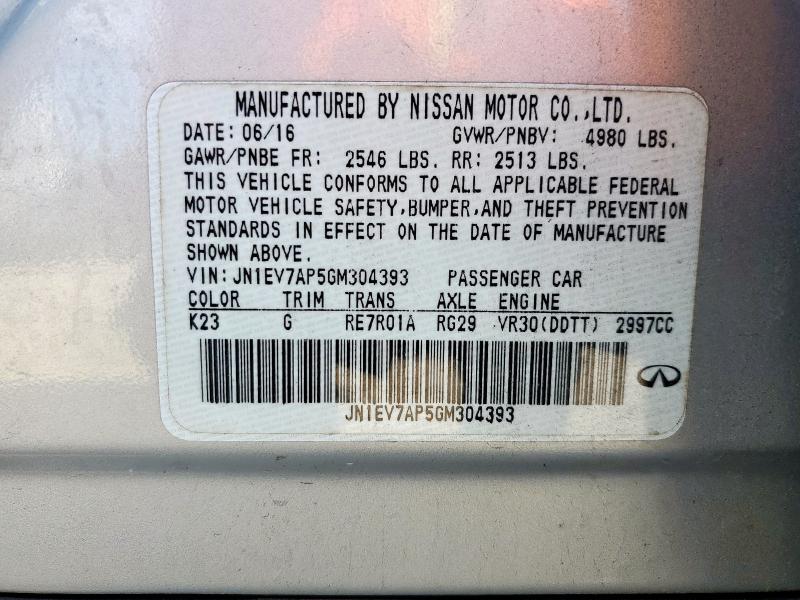 MANUFACTURED BY NISSAN MOTOR CO.,LTD.
DATE: 06/16 GVWR/PNBV: 4980 LBS.
GAWR/PNBE FR: 2546 LBS. RR: 2513 LBS.
THIS VEHICLE CONFORMS TO ALL APPLICABLE FEDERAL
MOTOR VEHICLE SAFETY,BUMPER,AND THEFT PREVENTION
STANDARDS IN EFFECT ON THE DATE OF MANUFACTURE
SHOWN ABOVE.
VIN:JN1EV7AP5GM304393 PASSENGER CAR
COLOR TRIM TRANS AXLE ENGINE
K23 G RE7R01A RG29 VR30(DDTT) 2997CC
JN1EV7AP5GM304393